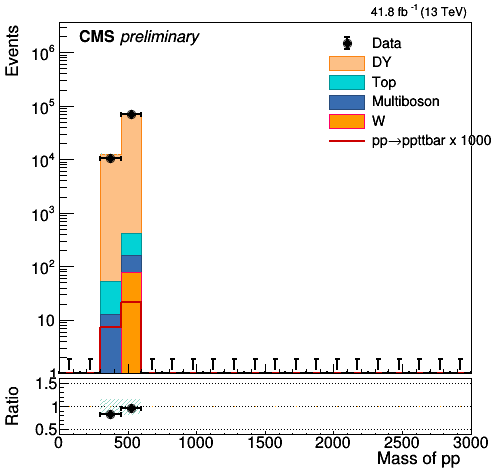 41.8 fb⁻¹ (13 TeV)
CMS preliminary
Events
Data
DY
Top
Multiboson
W
pp→ppttbar x 1000
10⁶
10⁵
10⁴
10³
10²
10
1
Ratio
1.5
1
0.5
0 500 1000 1500 2000 2500 3000
Mass of pp